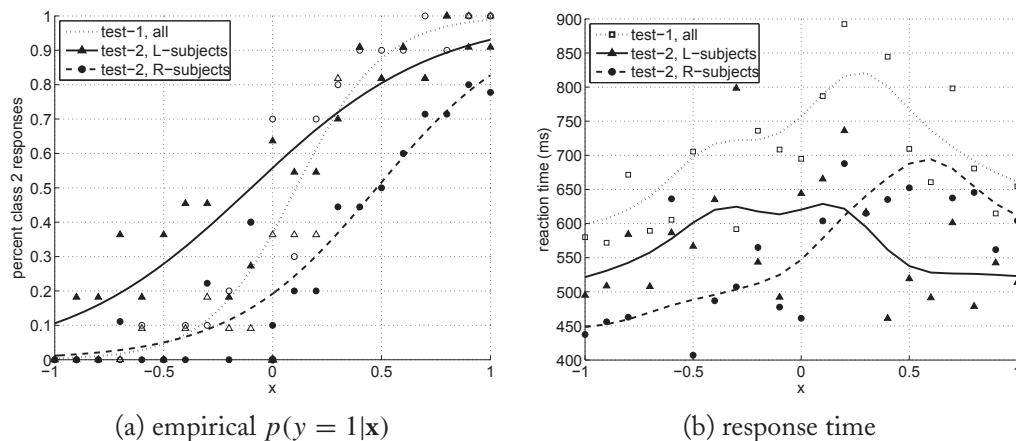 percent class 2 responses
1
0.9
0.8
0.7
0.6
0.5
0.4
0.3
0.2
0.1
0
−1
−0.5
0
0.5
1
x
test−1, all
test−2, L−subjects
test−2, R−subjects
(a) empirical p(y = 1|x)
reaction time (ms)
900
850
800
750
700
650
600
550
500
450
400
−1
−0.5
0
0.5
1
x
test−1, all
test−2, L−subjects
test−2, R−subjects
(b) response time